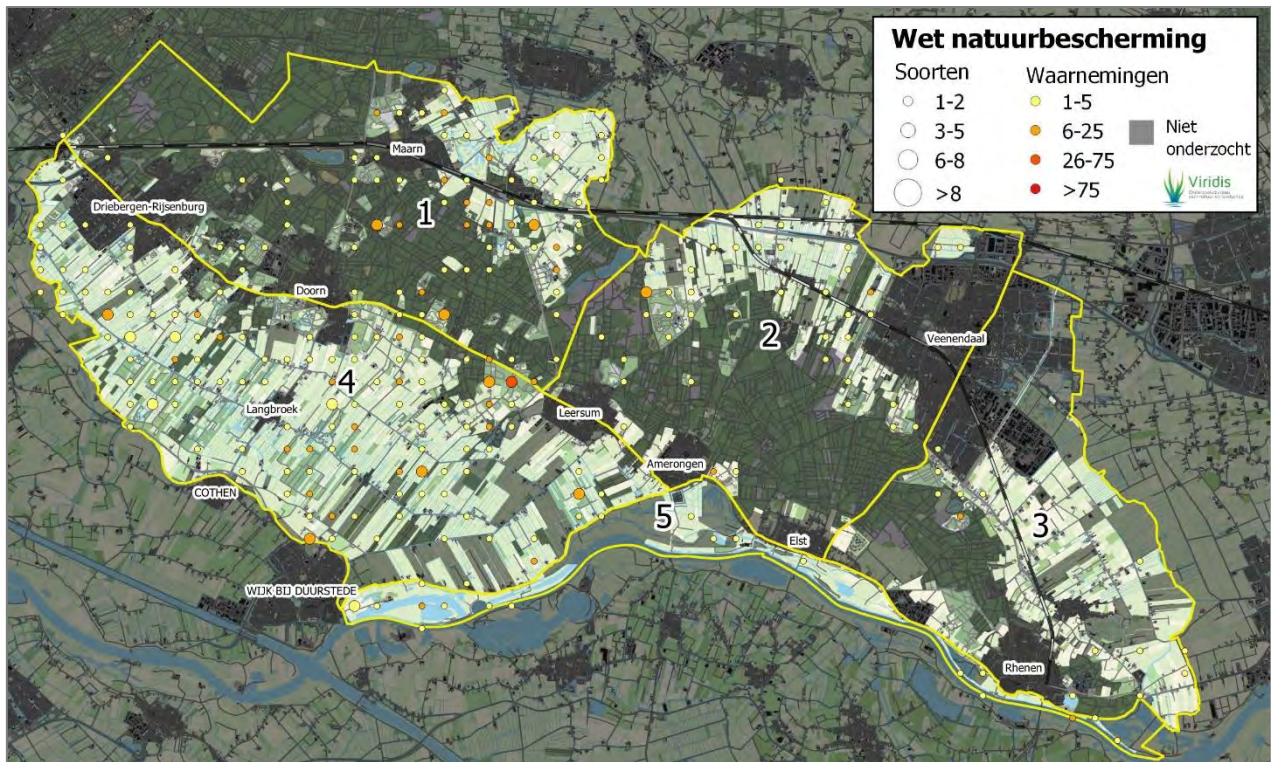 Wet natuurbescherming
Soorten
1-2
3-5
6-8
>8
Waarnemingen
1-5
6-25
26-75
>75
Niet
onderzocht
Viridis
Maarn
1
Driebergen-Rijsenburg
Doorn
2
Veenendaal
4
Langbroek
Leersum
Amerongen
COTHEN
5
Elst
3
WIJK BIJ DUURSTEDE
Rhenen